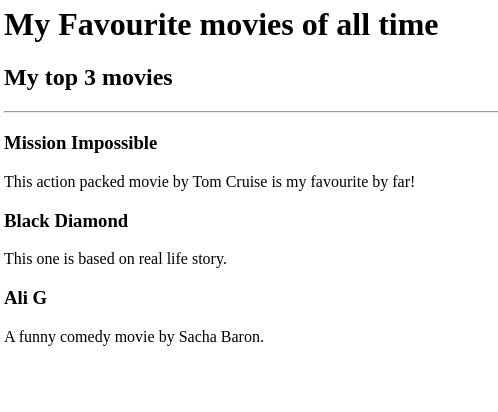 My Favourite movies of all time
My top 3 movies
Mission Impossible
This action packed movie by Tom Cruise is my favourite by far!
Black Diamond
This one is based on real life story.
Ali G
A funny comedy movie by Sacha Baron.